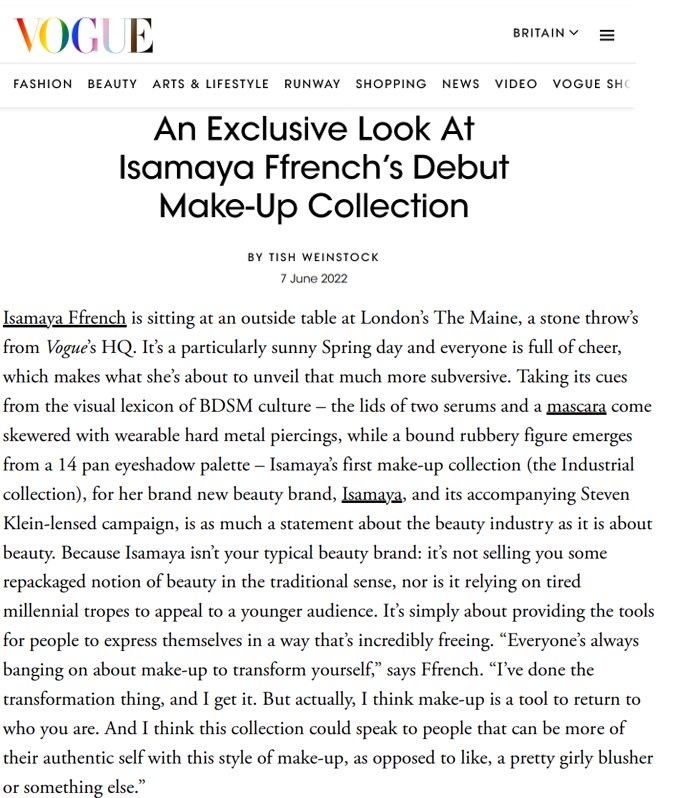 VOGUE
BRITAIN
FASHION BEAUTY ARTS & LIFESTYLE RUNWAY SHOPPING NEWS VIDEO VOGUE
An Exclusive Look At
Isamaya Ffrench’s Debut
Make-Up Collection
BY TISH WEINSTOCK
7 June 2022
Isamaya Ffrench is sitting at an outside table at London’s The Maine, a stone throw’s
from Vogue’s HQ. It’s a particularly sunny Spring day and everyone is full of cheer,
which makes what she’s about to unveil that much more subversive. Taking its cues
from the visual lexicon of BDSM culture – the lids of two serums and a mascara come
skewered with wearable hard metal piercings, while a bound rubbery figure emerges
from a 14 pan eyeshadow palette – Isamaya’s first make-up collection (the Industrial
collection), for her brand new beauty brand, Isamaya, and its accompanying Steven
Klein-lensed campaign, is as much a statement about the beauty industry as it is about
beauty. Because Isamaya isn’t your typical beauty brand: it’s not selling you some
repackaged notion of beauty in the traditional sense, nor is it relying on tired
millennial tropes to appeal to a younger audience. It’s simply about providing the tools
for people to express themselves in a way that’s incredibly freeing. “Everyone’s always
banging on about make-up to transform yourself,” says Ffrench. “I’ve done the
transformation thing, and I get it. But actually, I think make-up is a tool to return to
who you are. And I think this collection could speak to people that can be more of
their authentic self with this style of make-up, as opposed to like, a pretty girly blusher
or something else.”